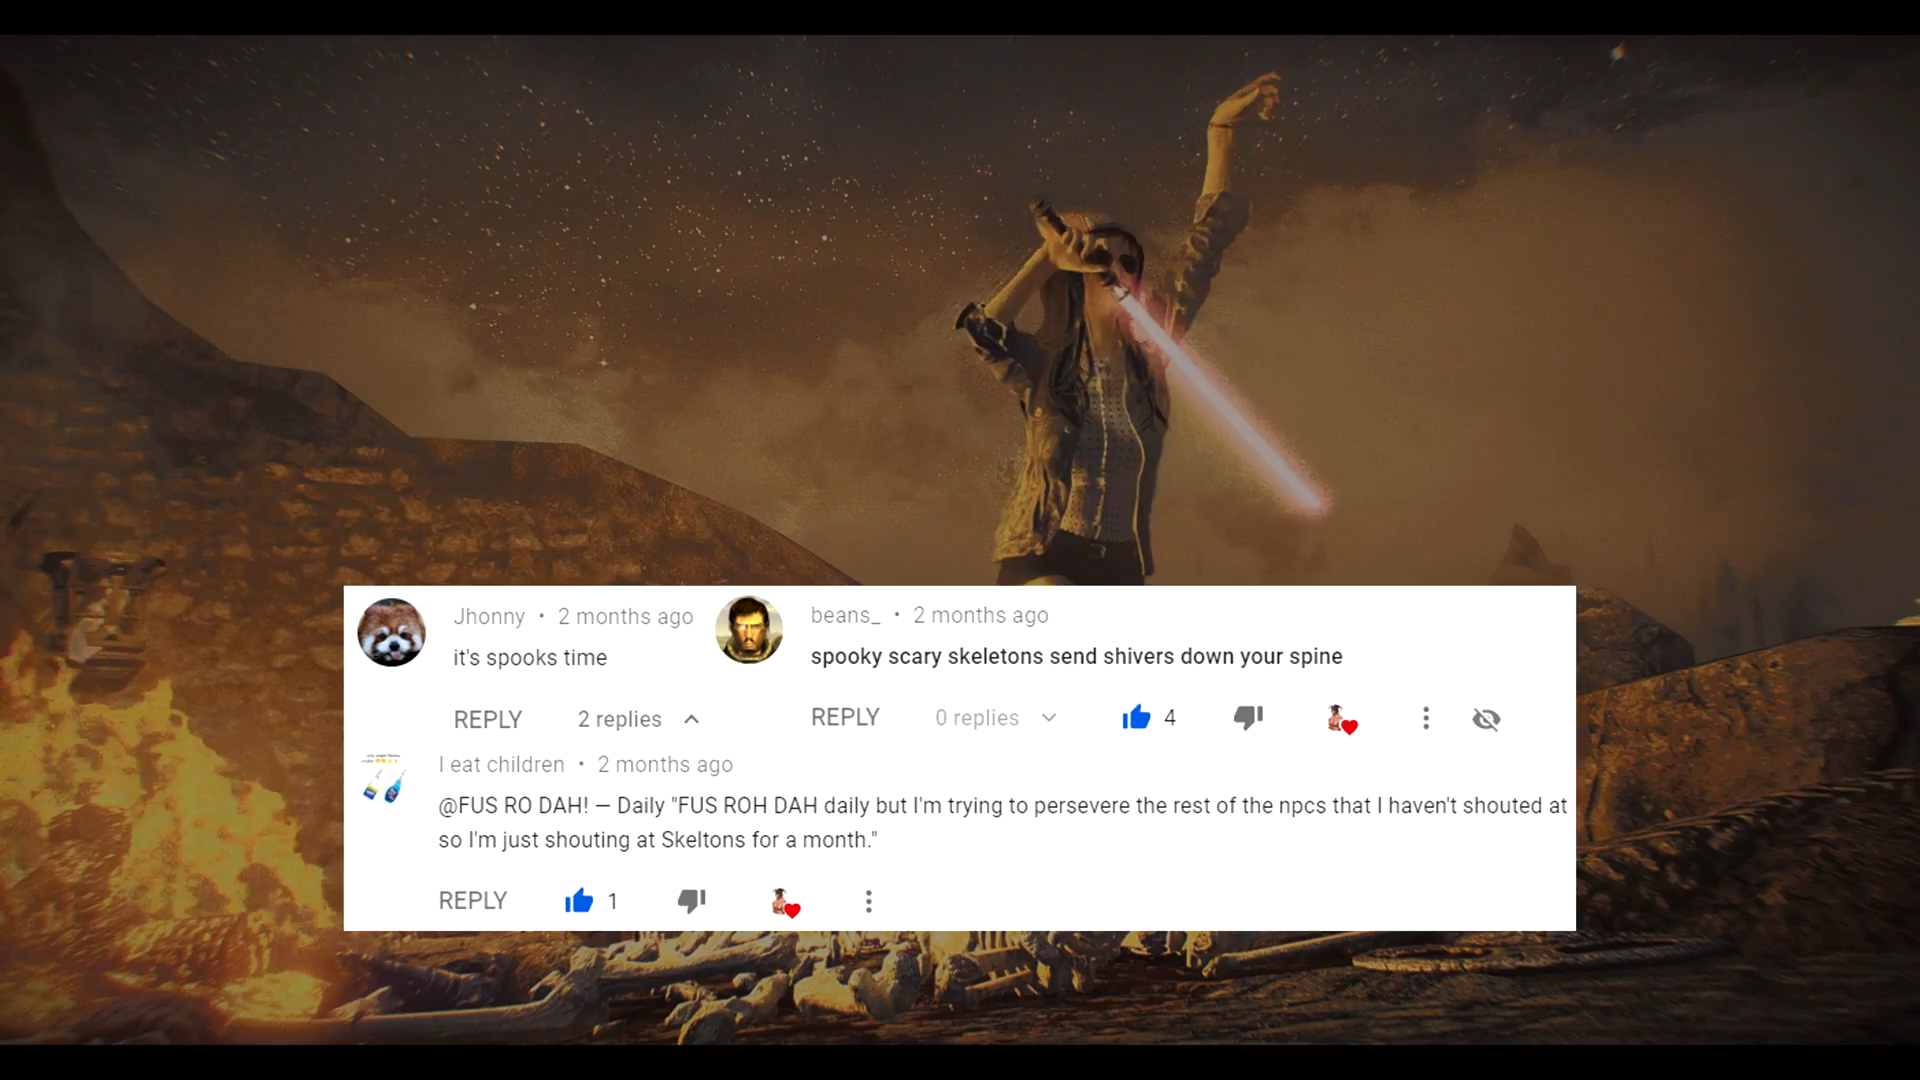 Jhonny • 2 months ago
it's spooks time
REPLY 2 replies
beans_ • 2 months ago
spooky scary skeletons send shivers down your spine
REPLY 0 replies 4
I eat children • 2 months ago
@FUS RO DAH! — Daily "FUS ROH DAH daily but I'm trying to persevere the rest of the npcs that I haven't shouted at
so I'm just shouting at Skeltons for a month."
REPLY 1